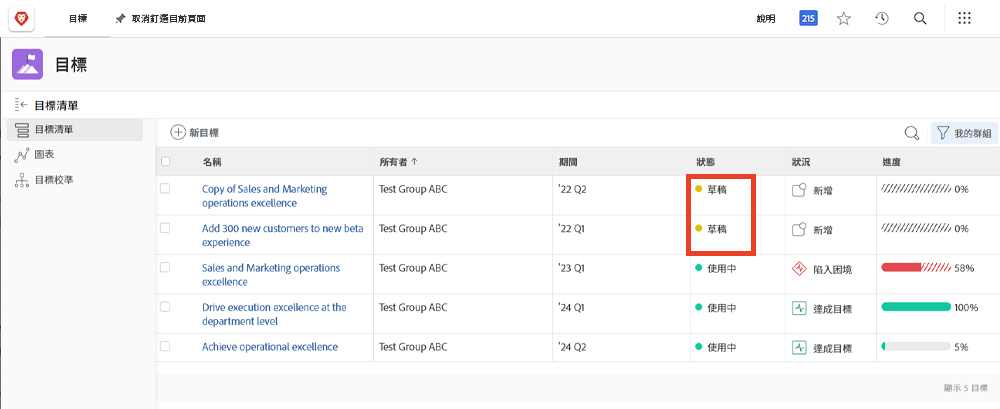 目標 取消釘選目前頁面 說明 215
目標
目標清單
目標清單
圖表
目標校準
新目標 我的群組
名稱 所有者 ↑ 期間 狀態 狀況 進度
Copy of Sales and Marketing Test Group ABC '22 Q2 草稿 新增 0%
operations excellence
Add 300 new customers to new beta Test Group ABC '22 Q1 草稿 新增 0%
experience
Sales and Marketing operations Test Group ABC '23 Q1 使用中 陷入困境 58%
excellence
Drive execution excellence at the Test Group ABC '24 Q1 使用中 達成目標 100%
department level
Achieve operational excellence Test Group ABC '24 Q2 使用中 達成目標 5%
顯示 5 目標